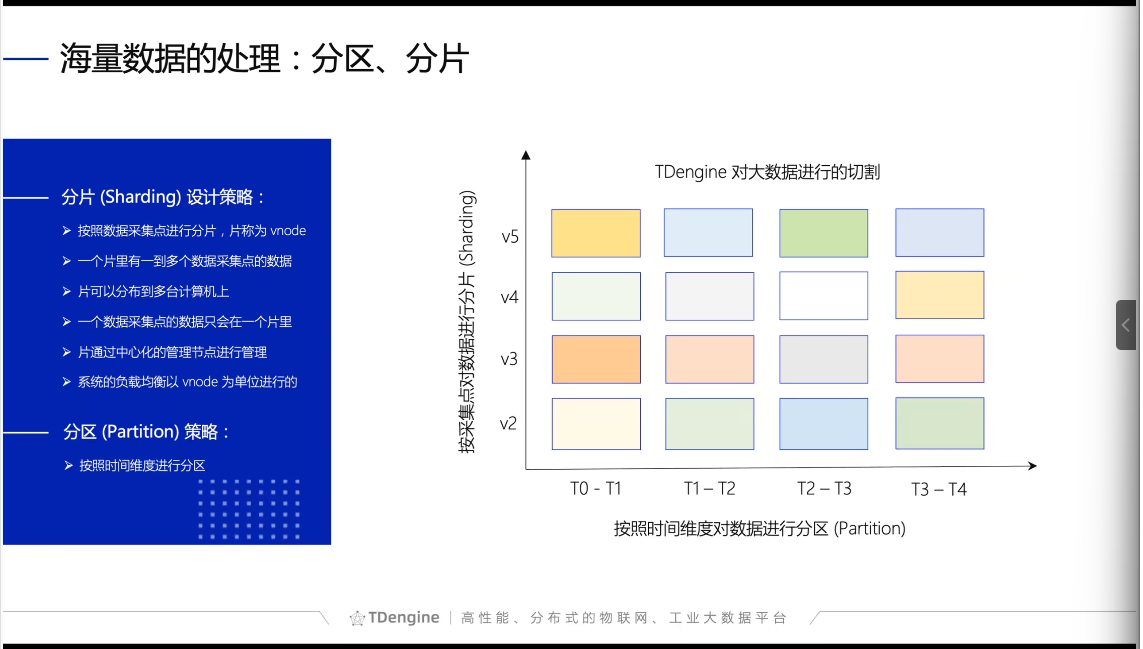 海量数据的处理：分区、分片
分片 (Sharding) 设计策略：
按照数据采集点进行分片，片称为 vnode
一个片里有一到多个数据采集点的数据
片可以分布到多台计算机上
一个数据采集点的数据只会在一个片里
片通过中心化的管理节点进行管理
系统的负载均衡以 vnode 为单位进行的
分区 (Partition) 策略：
按照时间维度进行分区
TDengine 对大数据进行的切割
按采集点对数据进行分片 (Sharding)
v5
v4
v3
v2
T0 - T1
T1 – T2
T2 – T3
T3 – T4
按照时间维度对数据进行分区 (Partition)
TDengine | 高性能、分布式的物联网、工业大数据平台